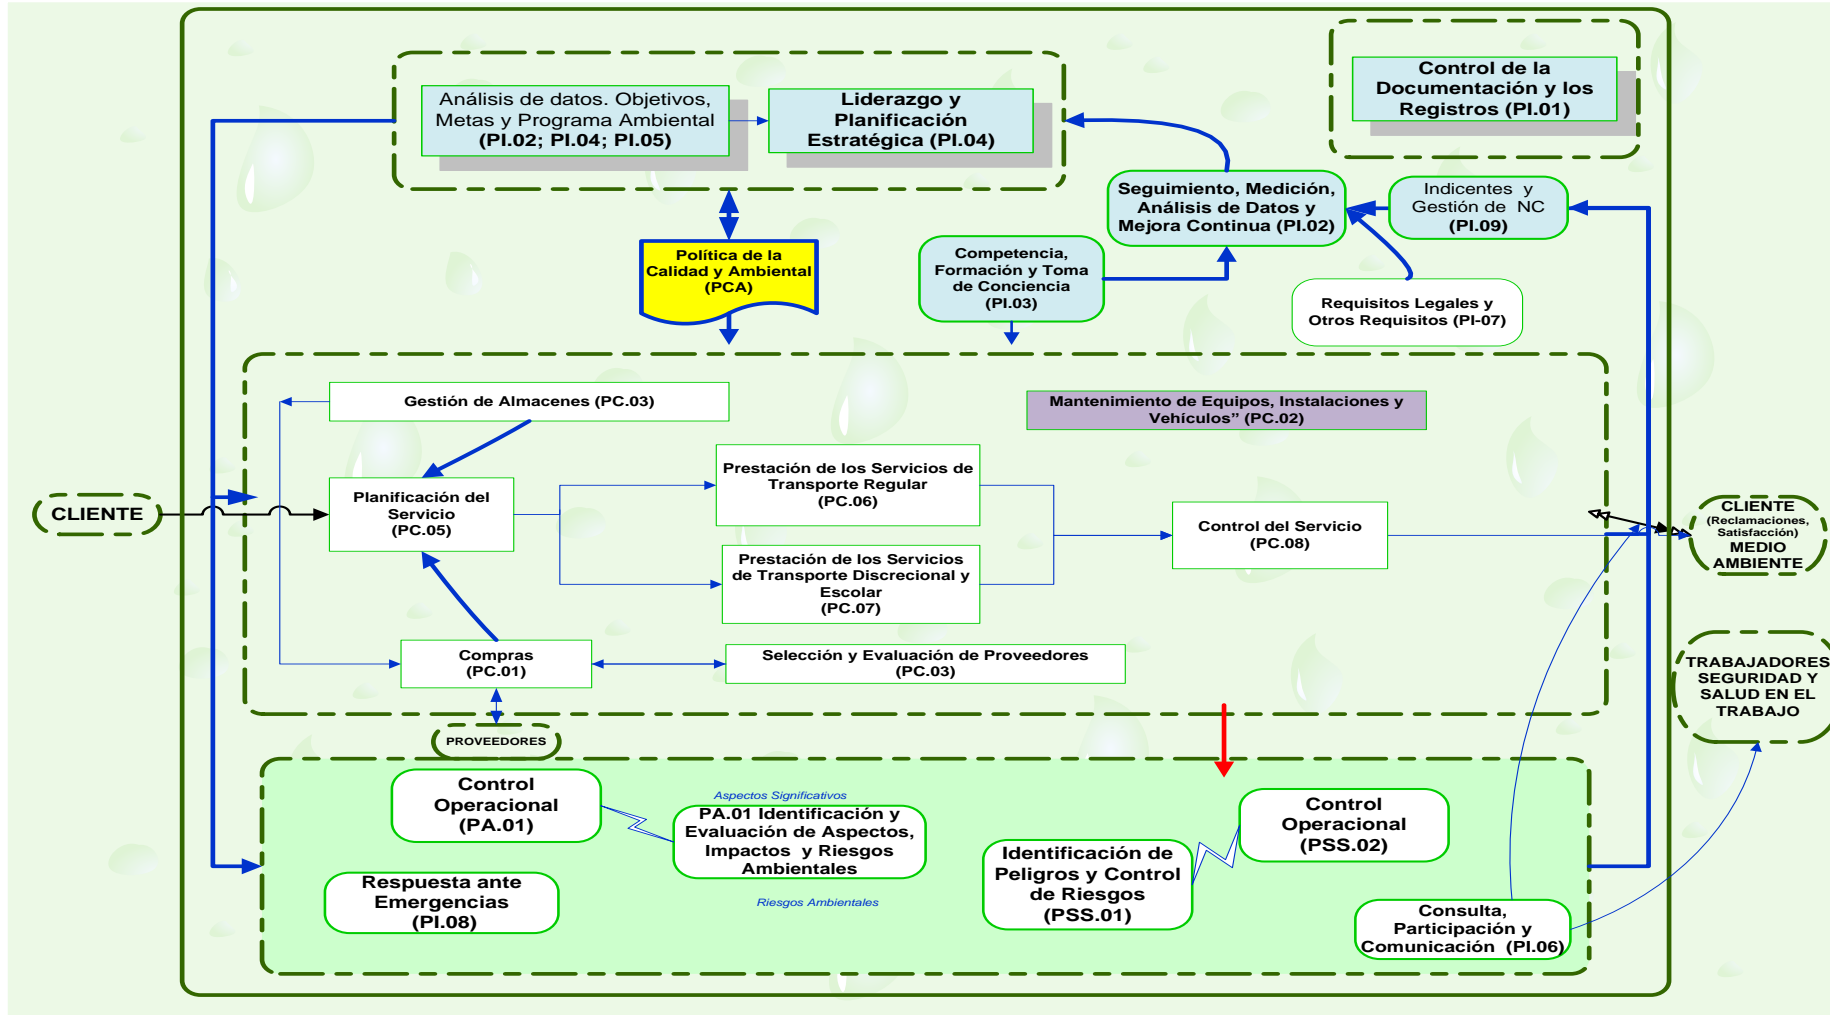 Análisis de datos. Objetivos,
Metas y Programa Ambiental
(PI.02; PI.04; PI.05)
Liderazgo y
Planificación
Estratégica (PI.04)
Control de la
Documentación y los
Registros (PI.01)
Seguimiento, Medición,
Análisis de Datos y
Mejora Continua (PI.02)
Indicentes y
Gestión de NC
(PI.09)
Política de la
Calidad y Ambiental
(PCA)
Competencia,
Formación y Toma
de Conciencia
(PI.03)
Requisitos Legales y
Otros Requisitos (PI-07)
Gestión de Almacenes (PC.03)
Mantenimiento de Equipos, Instalaciones y
Vehículos” (PC.02)
CLIENTE
Planificación del
Servicio
(PC.05)
Prestación de los Servicios de
Transporte Regular
(PC.06)
Prestación de los Servicios
de Transporte Discrecional y
Escolar
(PC.07)
Control del Servicio
(PC.08)
CLIENTE
(Reclamaciones,
Satisfacción)
MEDIO
AMBIENTE
Compras
(PC.01)
Selección y Evaluación de Proveedores
(PC.03)
TRABAJADORES
SEGURIDAD Y
SALUD EN EL
TRABAJO
PROVEEDORES
Control
Operacional
(PA.01)
Aspectos Significativos
PA.01 Identificación y
Evaluación de Aspectos,
Impactos y Riesgos
Ambientales
Riesgos Ambientales
Respuesta ante
Emergencias
(PI.08)
Identificación de
Peligros y Control
de Riesgos
(PSS.01)
Control
Operacional
(PSS.02)
Consulta,
Participación y
Comunicación (PI.06)